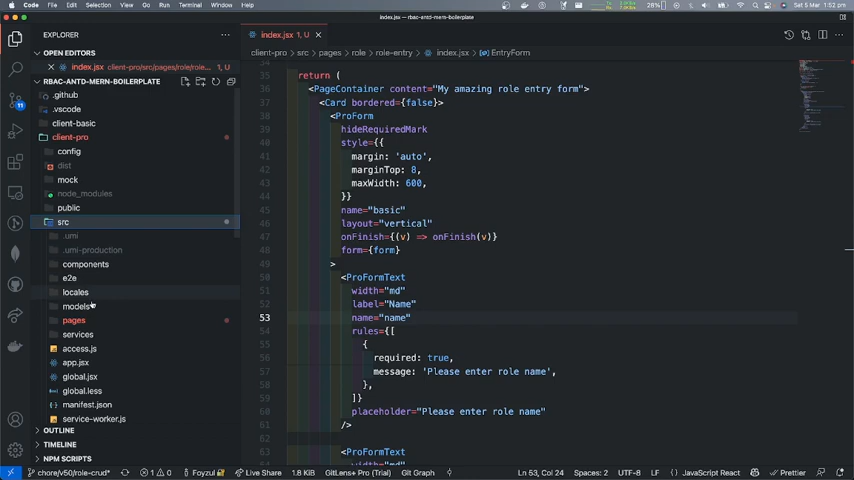 Code File Edit Selection View Go Run Terminal Window Help 28% Sat 5 Mar 1:52 pm
index.jsx — rbac-antd-mern-boilerplate
EXPLORER
OPEN EDITORS
index.jsx client-pro/src/pages/role/role... 1, U
RBAC-ANTD-MERN-BOILERPLATE
.github
.vscode
client-basic
client-pro
config
dist
mock
node_modules
public
src
.umi
.umi-production
components
e2e
locales
models
pages
services
access.js
app.jsx
global.jsx
global.less
manifest.json
service-worker.js
OUTLINE
TIMELINE
NPM SCRIPTS
11
index.jsx 1, U
client-pro > src > pages > role > role-entry > index.jsx > EntryForm
34
35 return (
36 <PageContainer content="My amazing role entry form">
37 <Card bordered={false}>
38 <ProForm
39 hideRequiredMark
40 style={{
41 margin: 'auto',
42 marginTop: 8,
43 maxWidth: 600,
44 }}
45 name="basic"
46 layout="vertical"
47 onFinish={(v) => onFinish(v)}
48 form={form}
49 >
50 <ProFormText
51 width="md"
52 label="Name"
53 name="name"
54 rules={[
55 {
56 required: true,
57 message: 'Please enter role name',
58 },
59 ]}
60 placeholder="Please enter role name"
61 />
62
63 <ProFormText
64 width="md"
chore/v50/role-crud* 1 0 Foyzul Live Share 1.8 KiB GitLens+ Pro (Trial) Git Graph Ln 53, Col 24 Spaces: 2 UTF-8 LF JavaScript React Prettier